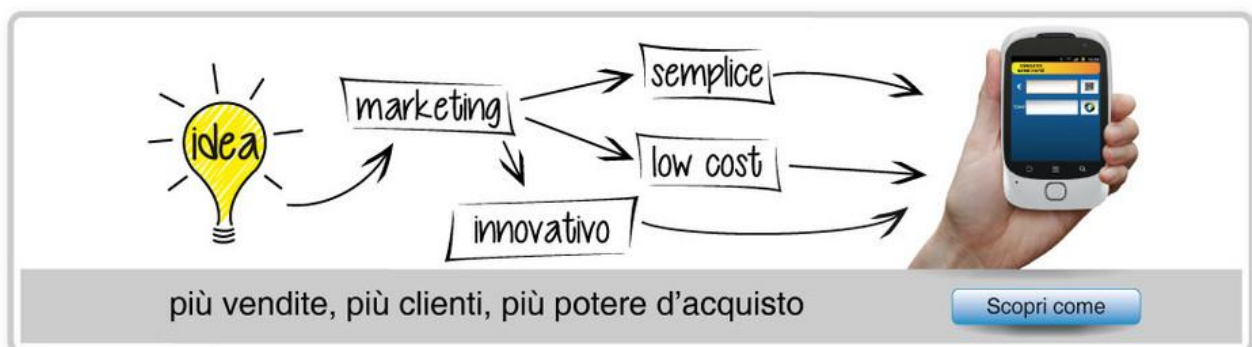 idea
marketing
semplice
low cost
innovativo
€
più vendite, più clienti, più potere d'acquisto
Scopri come